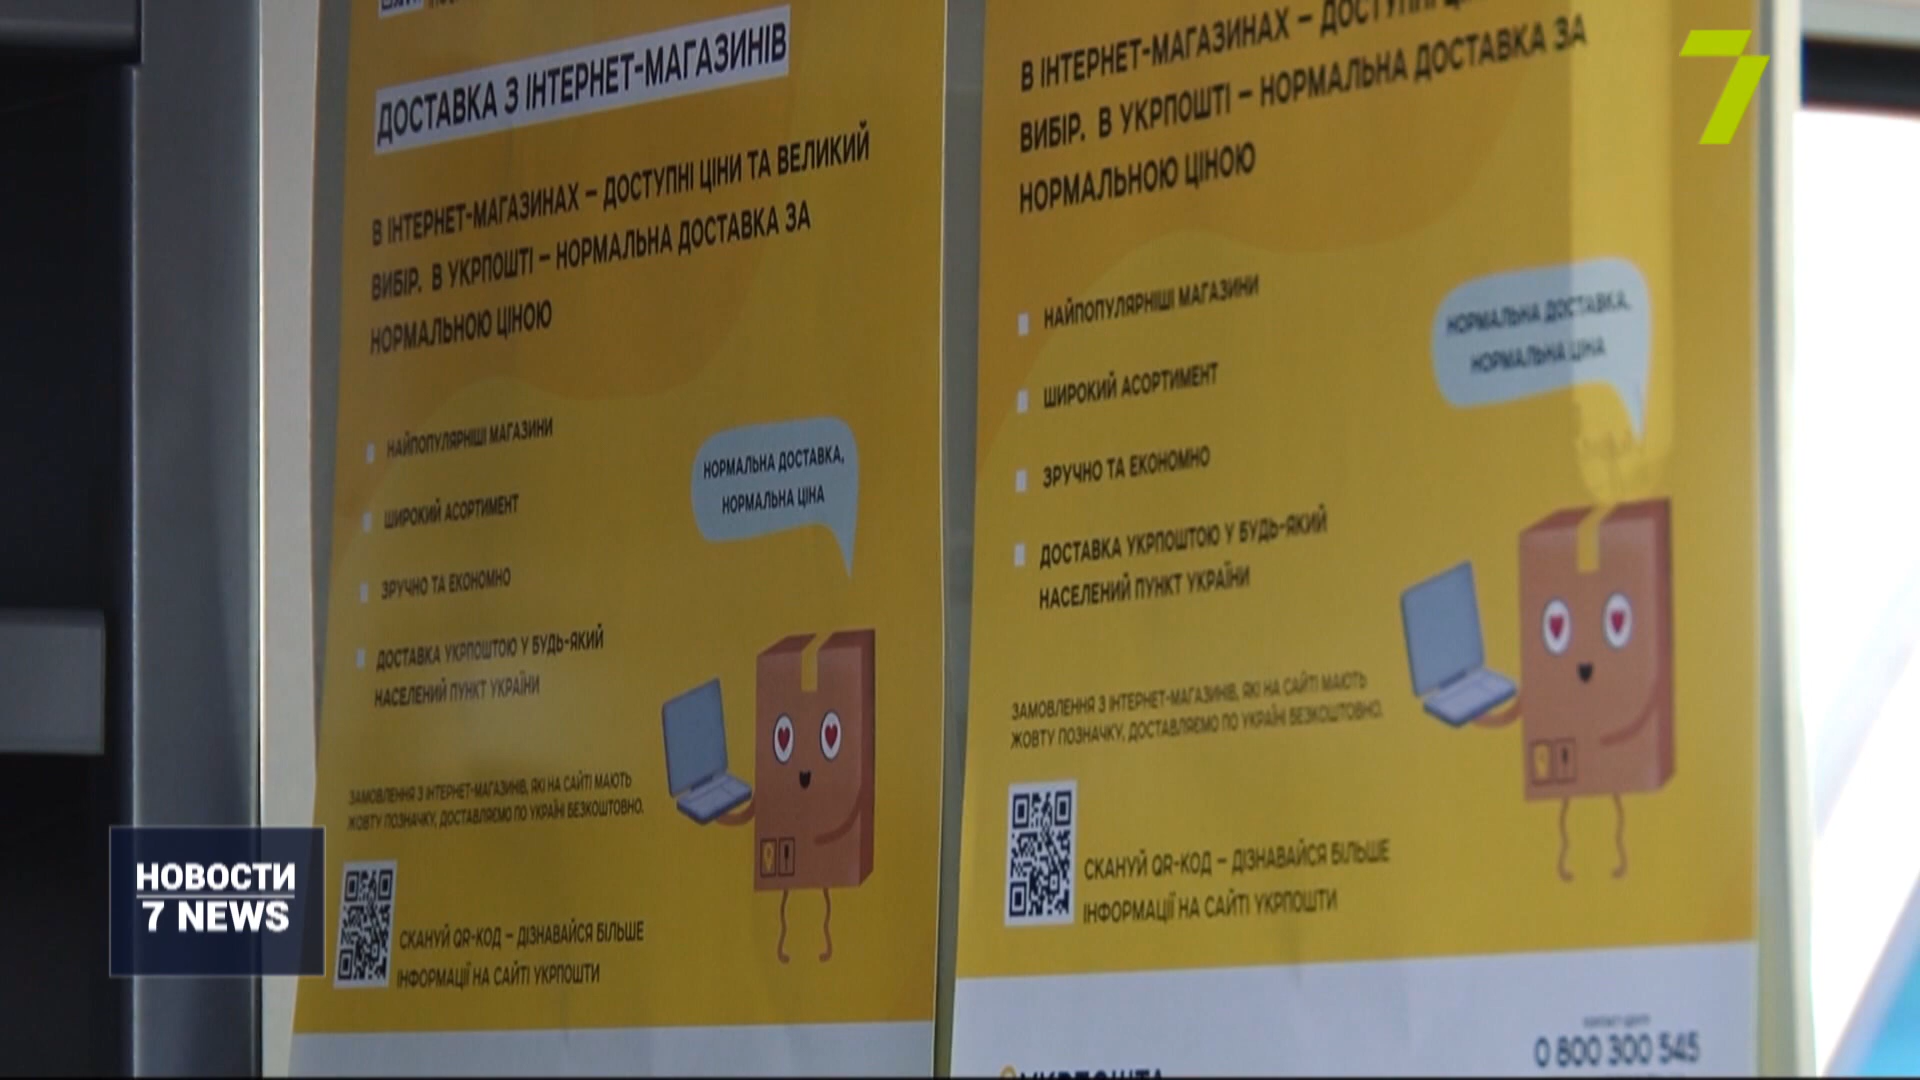 ДОСТАВКА З ІНТЕРНЕТ-МАГАЗИНІВ
В ІНТЕРНЕТ-МАГАЗИНАХ – ДОСТУПНІ ЦІНИ ТА ВЕЛИКИЙ
ВИБІР. В УКРПОШТІ – НОРМАЛЬНА ДОСТАВКА ЗА
НОРМАЛЬНОЮ ЦІНОЮ
НАЙПОПУЛЯРНІШІ МАГАЗИНИ
ШИРОКИЙ АСОРТИМЕНТ
ЗРУЧНО ТА ЕКОНОМНО
ДОСТАВКА УКРПОШТОЮ У БУДЬ-ЯКИЙ
НАСЕЛЕНИЙ ПУНКТ УКРАЇНИ
НОРМАЛЬНА ДОСТАВКА,
НОРМАЛЬНА ЦІНА
ЗАМОВЛЕННЯ З ІНТЕРНЕТ-МАГАЗИНІВ, ЯКІ НА САЙТІ МАЮТЬ
ЖОВТУ ПОЗНАЧКУ, ДОСТАВЛЯЄМО ПО УКРАЇНІ БЕЗКОШТОВНО.
СКАНУЙ QR-КОД – ДІЗНАВАЙСЯ БІЛЬШЕ
ІНФОРМАЦІЇ НА САЙТІ УКРПОШТИ
В ІНТЕРНЕТ-МАГАЗИНАХ – ДОСТУПНІ
ВИБІР. В УКРПОШТІ – НОРМАЛЬНА ДОСТАВКА ЗА
НОРМАЛЬНОЮ ЦІНОЮ
НАЙПОПУЛЯРНІШІ МАГАЗИНИ
ШИРОКИЙ АСОРТИМЕНТ
ЗРУЧНО ТА ЕКОНОМНО
ДОСТАВКА УКРПОШТОЮ У БУДЬ-ЯКИЙ
НАСЕЛЕНИЙ ПУНКТ УКРАЇНИ
НОРМАЛЬНА ДОСТАВКА,
НОРМАЛЬНА ЦІНА
ЗАМОВЛЕННЯ З ІНТЕРНЕТ-МАГАЗИНІВ, ЯКІ НА САЙТІ МАЮТЬ
ЖОВТУ ПОЗНАЧКУ, ДОСТАВЛЯЄМО ПО УКРАЇНІ БЕЗКОШТОВНО.
СКАНУЙ QR-КОД – ДІЗНАВАЙСЯ БІЛЬШЕ
ІНФОРМАЦІЇ НА САЙТІ УКРПОШТИ
УКРПОШТА
0 800 300 545
7
НОВОСТИ
7 NEWS